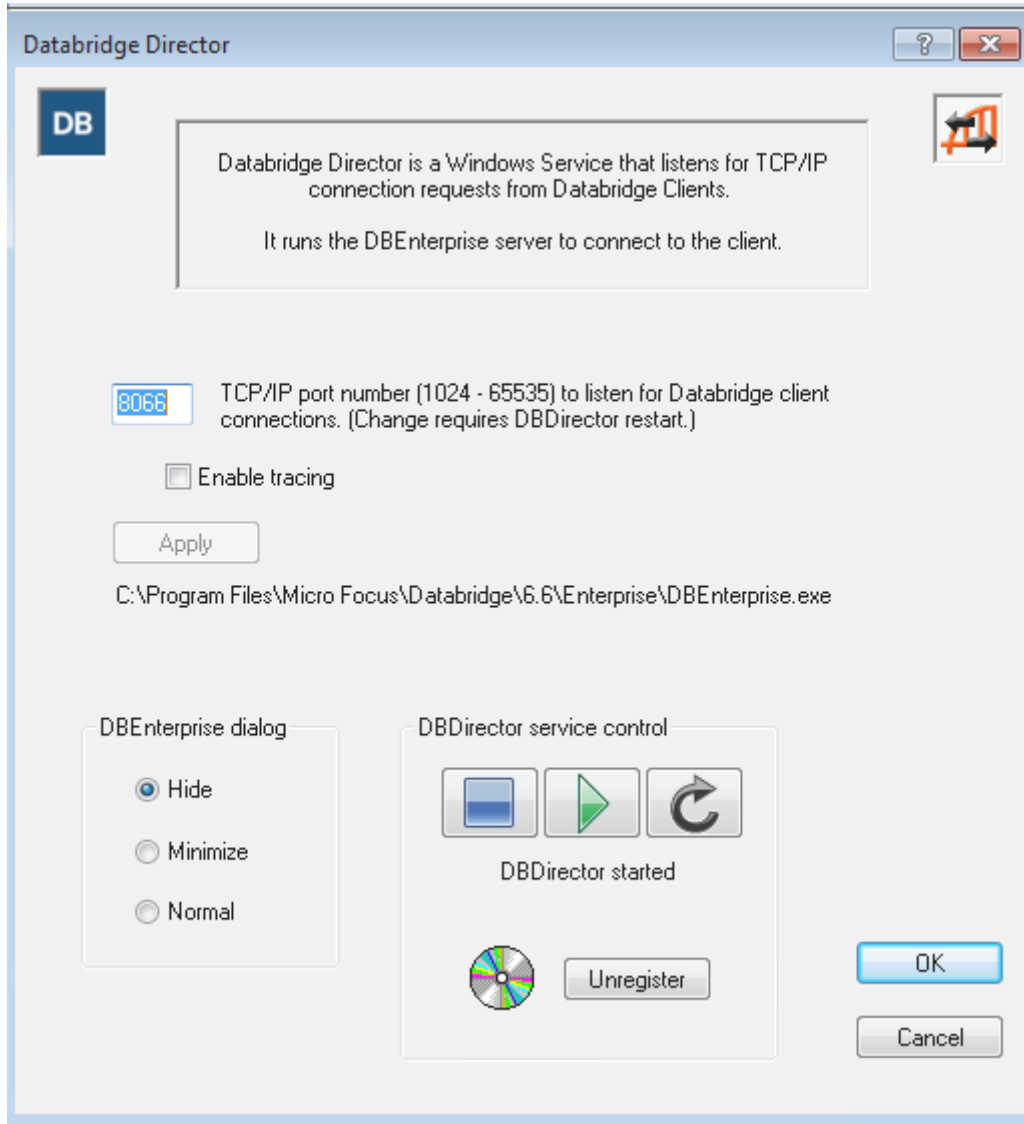 Databridge Director
DB
Databridge Director is a Windows Service that listens for TCP/IP
connection requests from Databridge Clients.
It runs the DBEnterprise server to connect to the client.
8066
TCP/IP port number (1024 - 65535) to listen for Databridge client
connections. (Change requires DBDirector restart.)
Enable tracing
Apply
C:\Program Files\Micro Focus\Databridge\6.6\Enterprise\DBEnterprise.exe
DBEnterprise dialog
Hide
Minimize
Normal
DBDirector service control
DBDirector started
Unregister
OK
Cancel